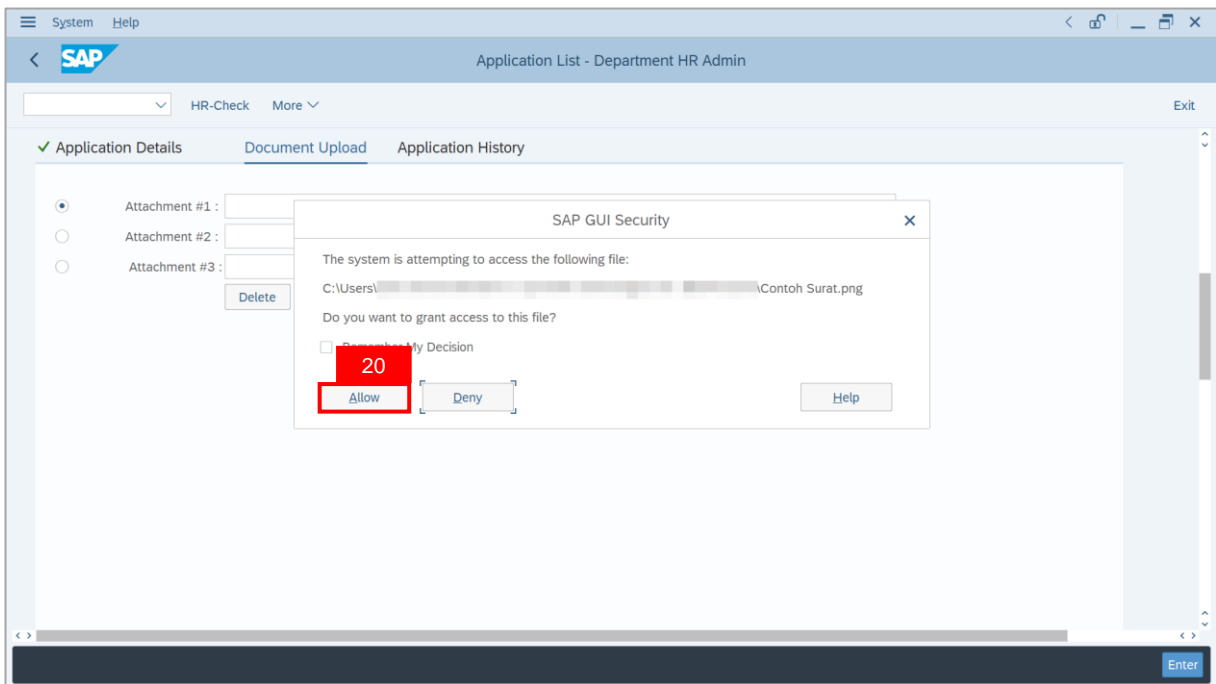 System Help
SAP Application List - Department HR Admin
HR-Check More Exit
Application Details Document Upload Application History
Attachment #1 :
SAP GUI Security
Attachment #2 :
The system is attempting to access the following file:
Attachment #3 :
C:\Users\ \Contoh Surat.png
Delete
Do you want to grant access to this file?
Remember My Decision
20
Allow Deny Help
Enter